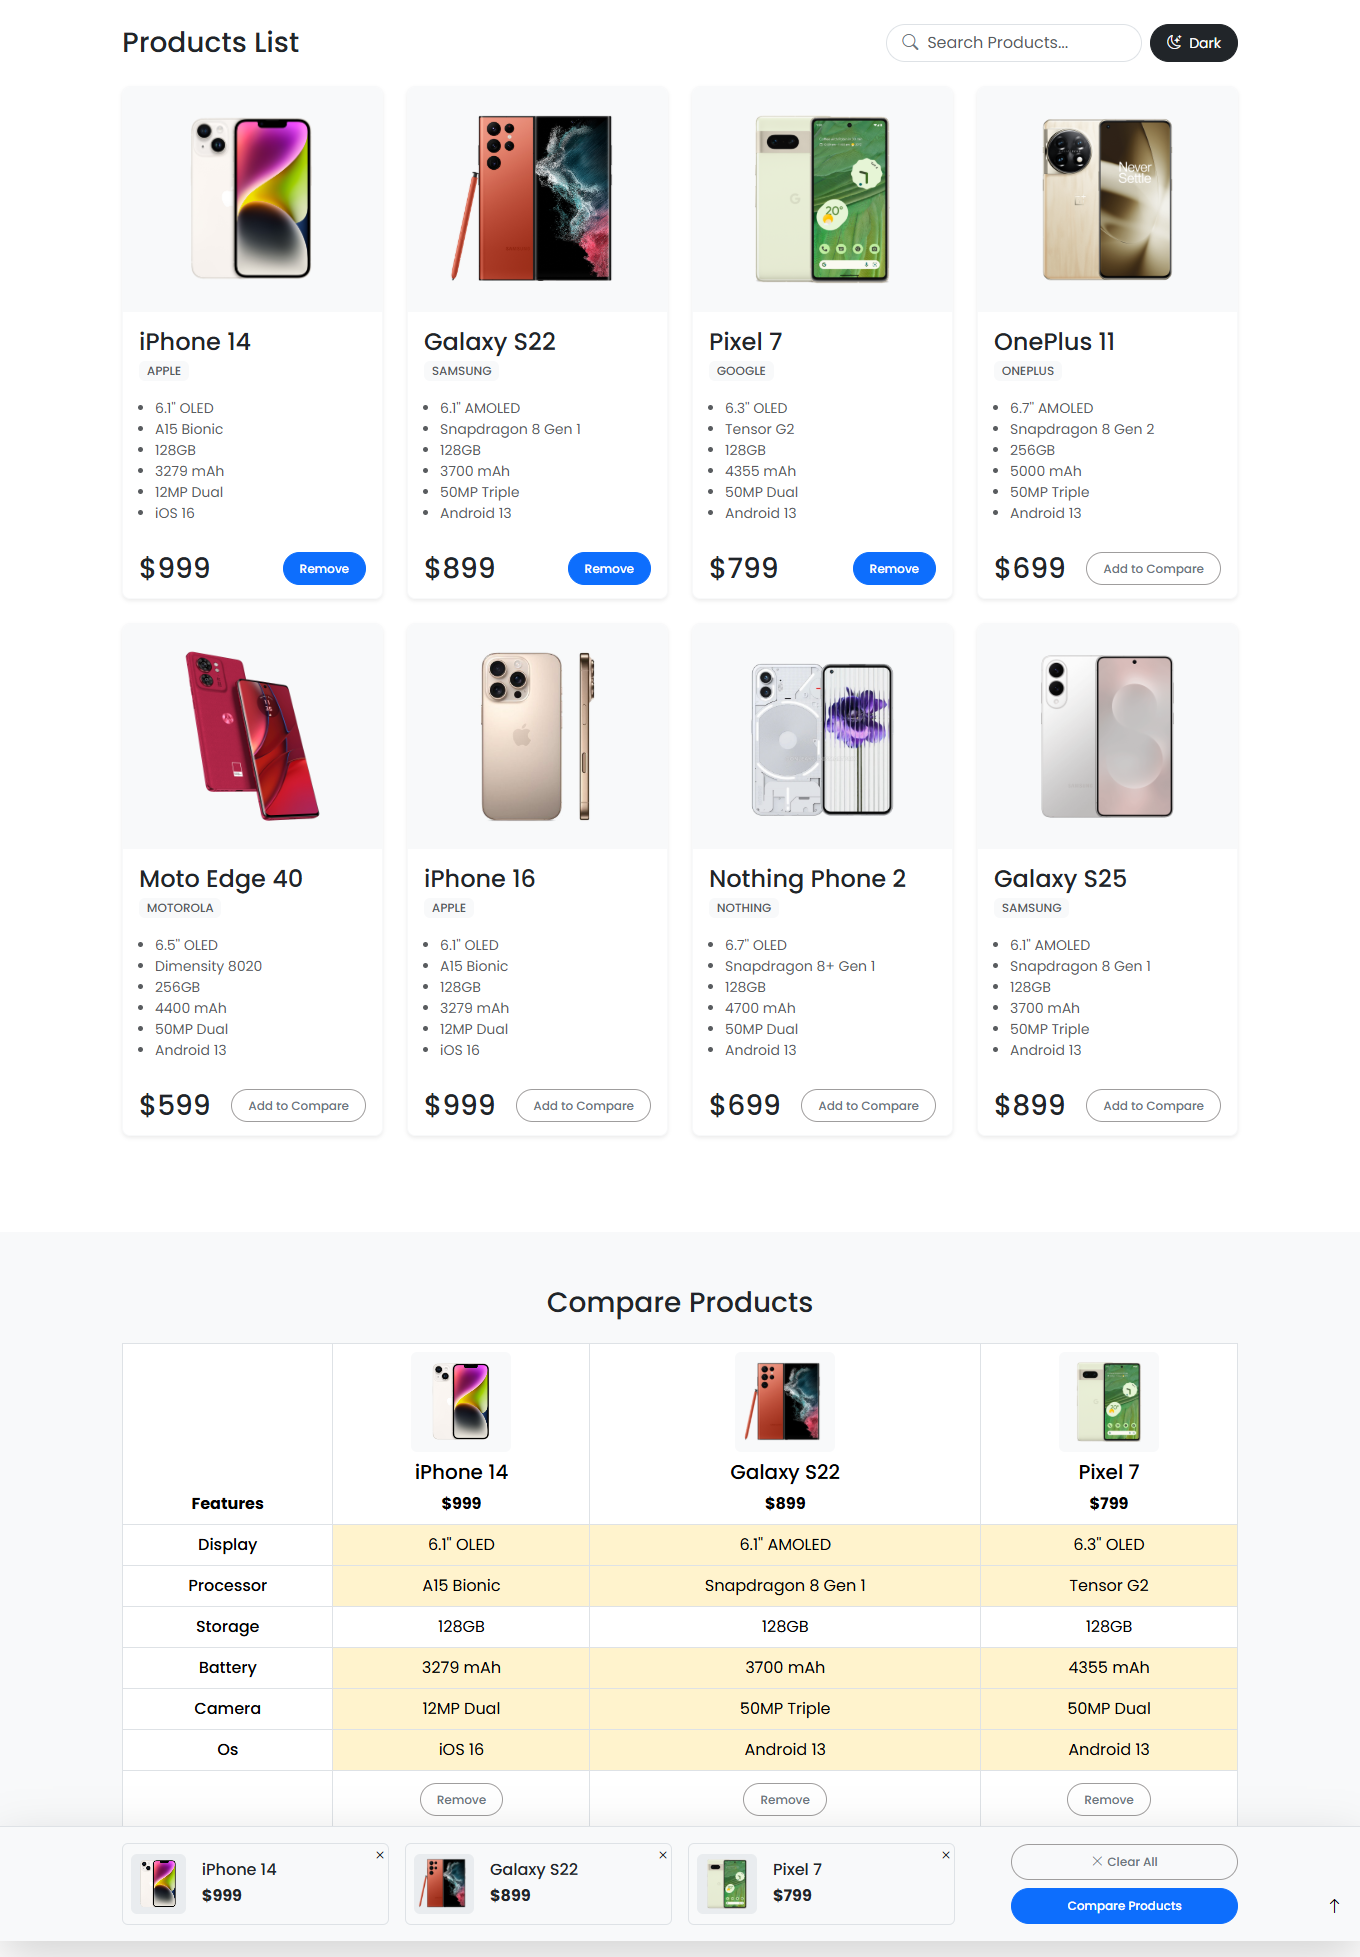 Products List
Search Products...
Dark
Never
Settle
20°
iPhone 14
APPLE
6.1" OLED
A15 Bionic
128GB
3279 mAh
12MP Dual
iOS 16
$999
Remove
Galaxy S22
SAMSUNG
6.1" AMOLED
Snapdragon 8 Gen 1
128GB
3700 mAh
50MP Triple
Android 13
$899
Remove
Pixel 7
GOOGLE
6.3" OLED
Tensor G2
128GB
4355 mAh
50MP Dual
Android 13
$799
Remove
OnePlus 11
ONEPLUS
6.7" AMOLED
Snapdragon 8 Gen 2
256GB
5000 mAh
50MP Triple
Android 13
$699
Add to Compare
Moto Edge 40
MOTOROLA
6.5" OLED
Dimensity 8020
256GB
4400 mAh
50MP Dual
Android 13
$599
Add to Compare
iPhone 16
APPLE
6.1" OLED
A15 Bionic
128GB
3279 mAh
12MP Dual
iOS 16
$999
Add to Compare
Nothing Phone 2
NOTHING
6.7" OLED
Snapdragon 8+ Gen 1
128GB
4700 mAh
50MP Dual
Android 13
$699
Add to Compare
Galaxy S25
SAMSUNG
6.1" AMOLED
Snapdragon 8 Gen 1
128GB
3700 mAh
50MP Triple
Android 13
$899
Add to Compare
Compare Products
iPhone 14 Galaxy S22 Pixel 7
Features $999 $899 $799
Display 6.1" OLED 6.1" AMOLED 6.3" OLED
Processor A15 Bionic Snapdragon 8 Gen 1 Tensor G2
Storage 128GB 128GB 128GB
Battery 3279 mAh 3700 mAh 4355 mAh
Camera 12MP Dual 50MP Triple 50MP Dual
Os iOS 16 Android 13 Android 13
Remove Remove Remove
iPhone 14
$999
Galaxy S22
$899
Pixel 7
$799
Clear All
Compare Products